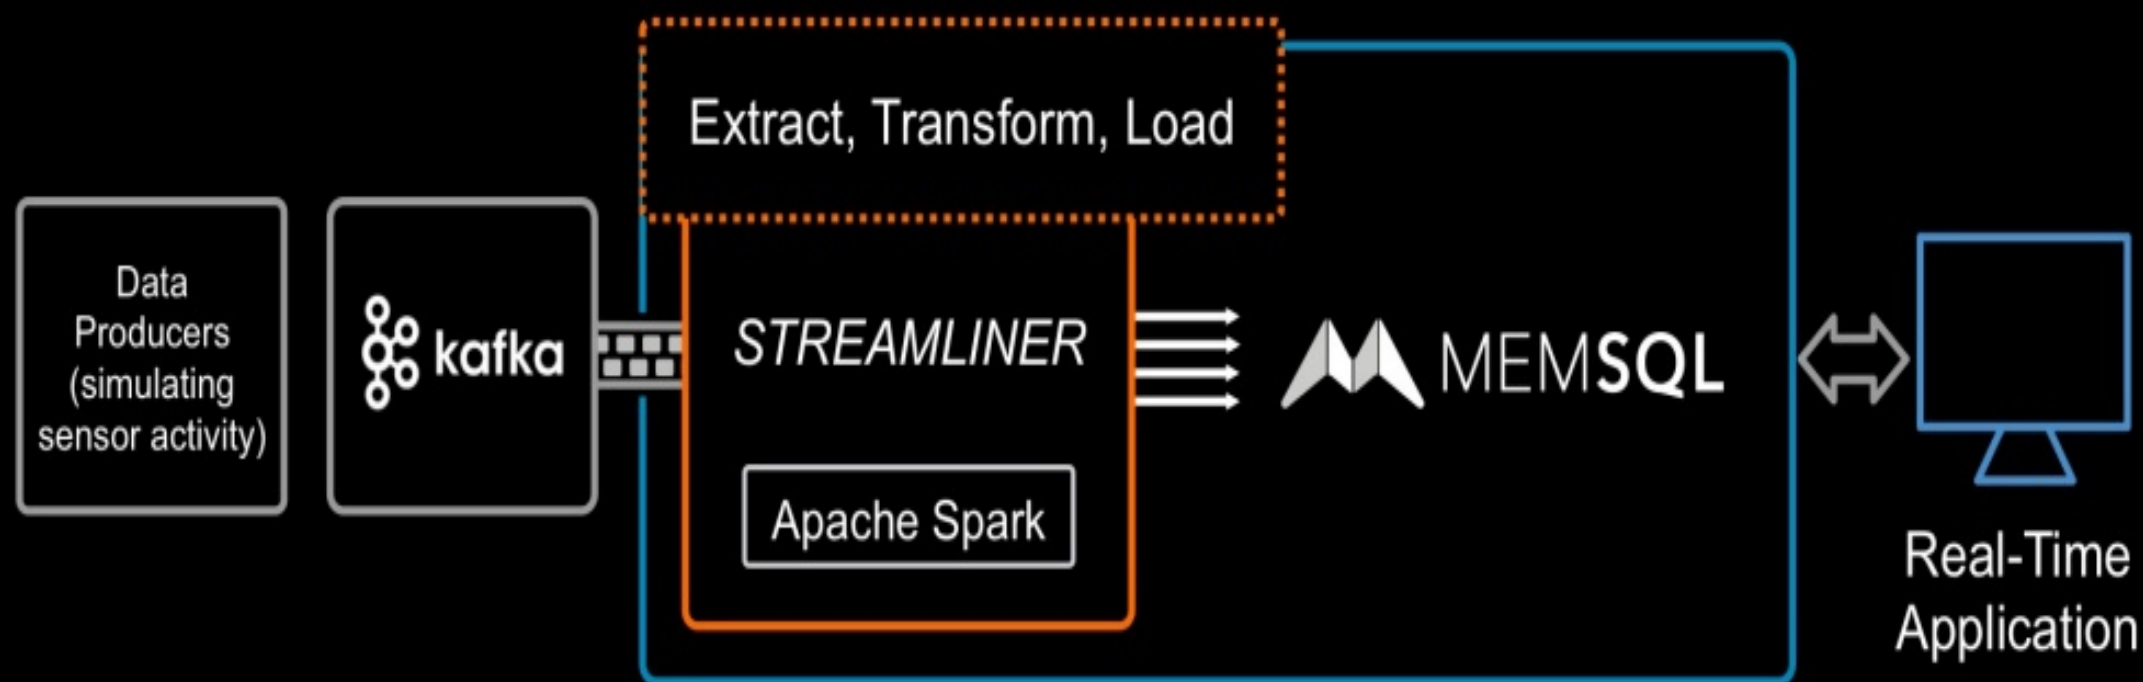 Extract, Transform, Load
Data
Producers
(simulating
sensor activity)
kafka
STREAMLINER
Apache Spark
MEMSQL
Real-Time
Application